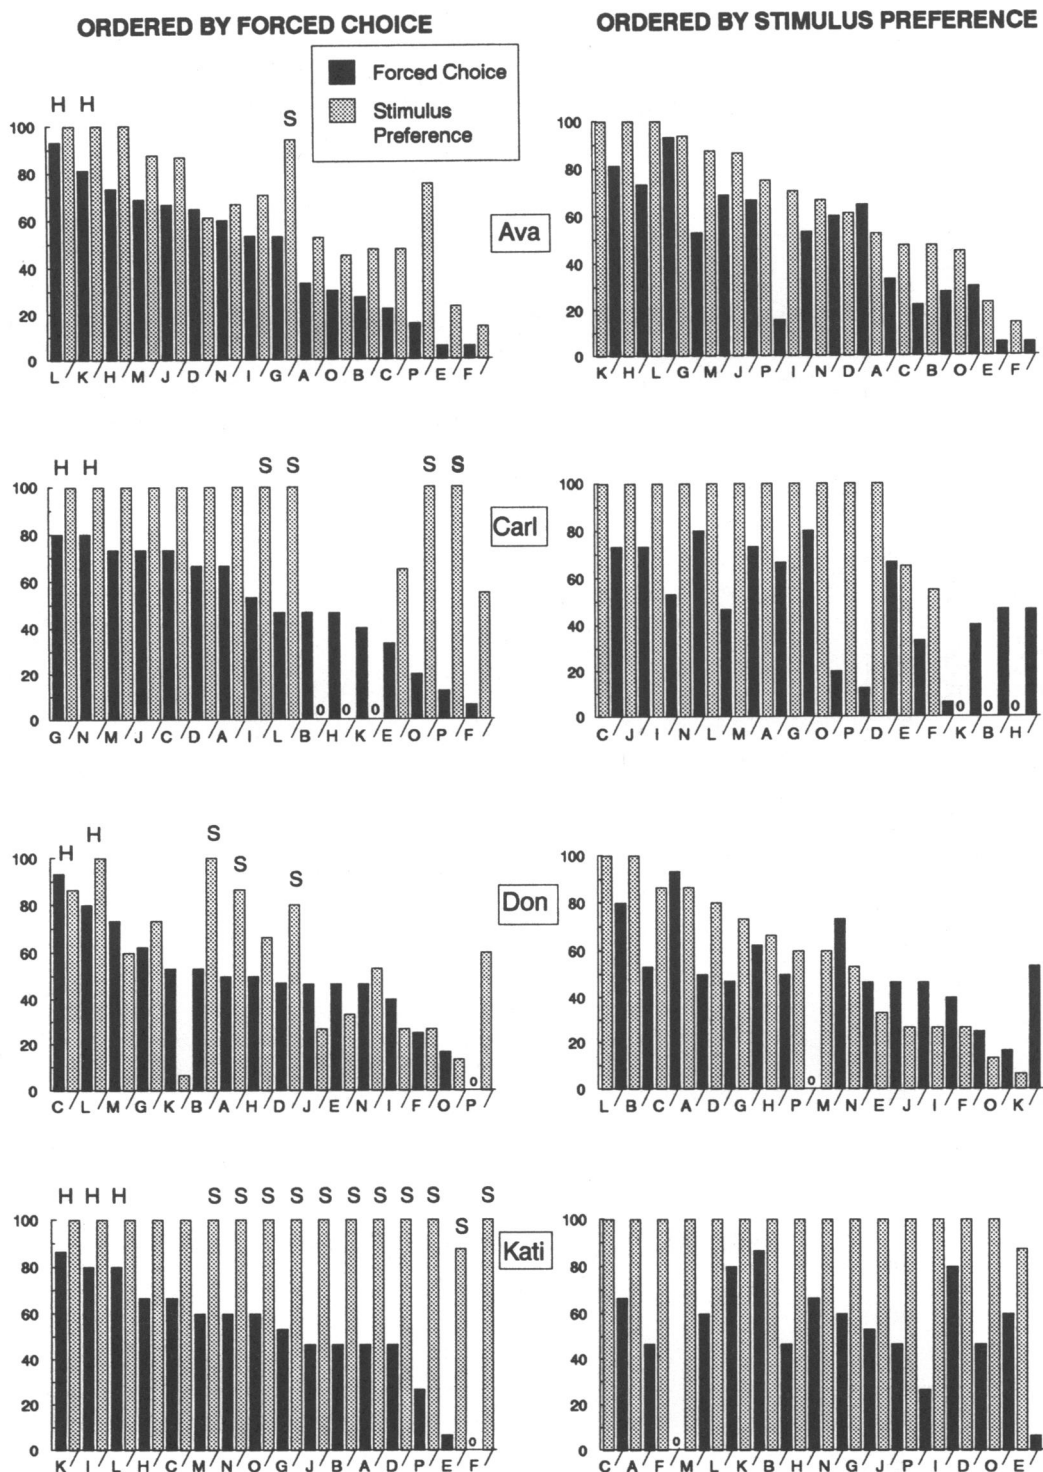 ORDERED BY FORCED CHOICE
ORDERED BY STIMULUS PREFERENCE
Forced Choice
Stimulus
Preference
H H S
100
80
60
40
20
0
L / K / H / M / J / D / N / I / G / A / O / B / C / P / E / F /
Ava
100
80
60
40
20
0
K / H / L / G / M / J / P / I / N / D / A / C / B / O / E / F /
H H S S S S
100
80
60
40
20
0
0 0 0
G / N / M / J / C / D / A / I / L / B / H / K / E / O / P / F /
Carl
100
80
60
40
20
0
0 0 0
C / J / I / N / L / M / A / G / O / P / D / E / F / K / B / H /
H H S S S
100
80
60
40
20
0
0
C / L / M / G / K / B / A / H / D / J / E / N / I / F / O / P /
Don
100
80
60
40
20
0
0
L / B / C / A / D / G / H / P / M / N / E / J / I / F / O / K /
H H H S S S S S S S S S S S
100
80
60
40
20
0
0
K / I / L / H / C / M / N / O / G / J / B / A / D / P / E / F /
Kati
100
80
60
40
20
0
0
C / A / F / M / L / K / B / H / N / G / J / P / I / D / O / E /